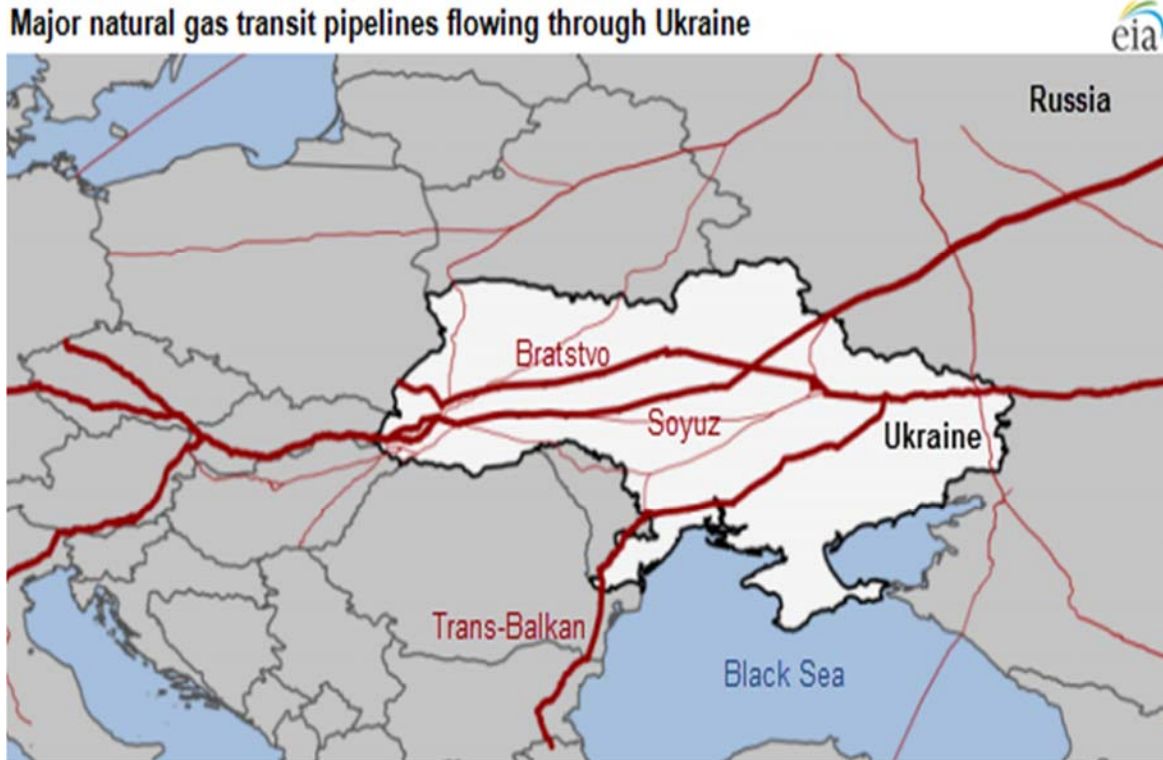 Major natural gas transit pipelines flowing through Ukraine
eia
Russia
Bratstvo
Soyuz
Ukraine
Trans-Balkan
Black Sea